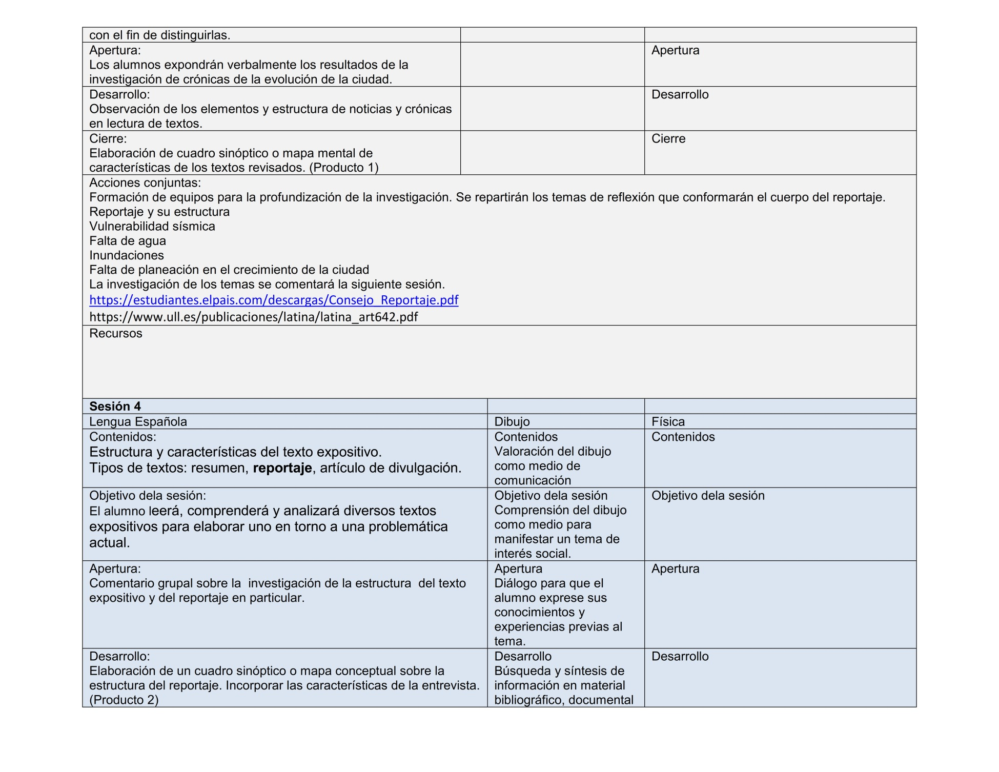 con el fin de distinguirlas.
Apertura:
Los alumnos expondrán verbalmente los resultados de la
investigación de crónicas de la evolución de la ciudad.
Apertura
Desarrollo:
Observación de los elementos y estructura de noticias y crónicas
en lectura de textos.
Desarrollo
Cierre:
Elaboración de cuadro sinóptico o mapa mental de
características de los textos revisados. (Producto 1)
Cierre
Acciones conjuntas:
Formación de equipos para la profundización de la investigación. Se repartirán los temas de reflexión que conformarán el cuerpo del reportaje.
Reportaje y su estructura
Vulnerabilidad sísmica
Falta de agua
Inundaciones
Falta de planeación en el crecimiento de la ciudad
La investigación de los temas se comentará la siguiente sesión.
https://estudiantes.elpais.com/descargas/Consejo_Reportaje.pdf
https://www.ull.es/publicaciones/latina/latina_art642.pdf
Recursos
Sesión 4
Lengua Española
Dibujo
Física
Contenidos:
Estructura y características del texto expositivo.
Tipos de textos: resumen, reportaje, artículo de divulgación.
Contenidos
Valoración del dibujo
como medio de
comunicación
Contenidos
Objetivo dela sesión:
El alumno leerá, comprenderá y analizará diversos textos
expositivos para elaborar uno en torno a una problemática
actual.
Objetivo dela sesión
Comprensión del dibujo
como medio para
manifestar un tema de
interés social.
Objetivo dela sesión
Apertura:
Comentario grupal sobre la  investigación de la estructura  del texto
expositivo y del reportaje en particular.
Apertura
Diálogo para que el
alumno exprese sus
conocimientos y
experiencias previas al
tema.
Apertura
Desarrollo:
Elaboración de un cuadro sinóptico o mapa conceptual sobre la
estructura del reportaje. Incorporar las características de la entrevista.
(Producto 2)
Desarrollo
Búsqueda y síntesis de
información en material
bibliográfico, documental
Desarrollo